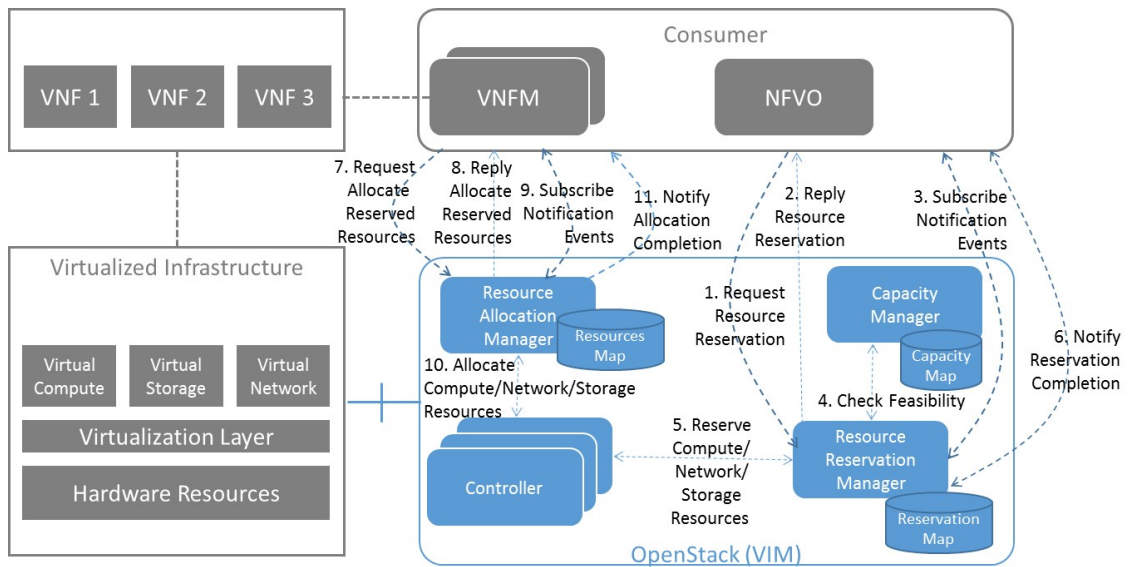 Consumer
VNF 1
VNF 2
VNF 3
VNFM
NFVO
7. Request
Allocate
Reserved
Resources
8. Reply
Allocate
Reserved
Resources
9. Subscribe
Notification
Events
11. Notify
Allocation
Completion
2. Reply
Resource
Reservation
3. Subscribe
Notification
Events
Virtualized Infrastructure
Virtual
Compute
Virtual
Storage
Virtual
Network
Virtualization Layer
Hardware Resources
Resource
Allocation
Manager
Resources
Map
1. Request
Resource
Reservation
Capacity
Manager
Capacity
Map
6. Notify
Reservation
Completion
10. Allocate
Compute/Network/Storage
Resources
4. Check Feasibility
5. Reserve
Compute/
Network/
Storage
Resources
Controller
Resource
Reservation
Manager
Reservation
Map
OpenStack (VIM)